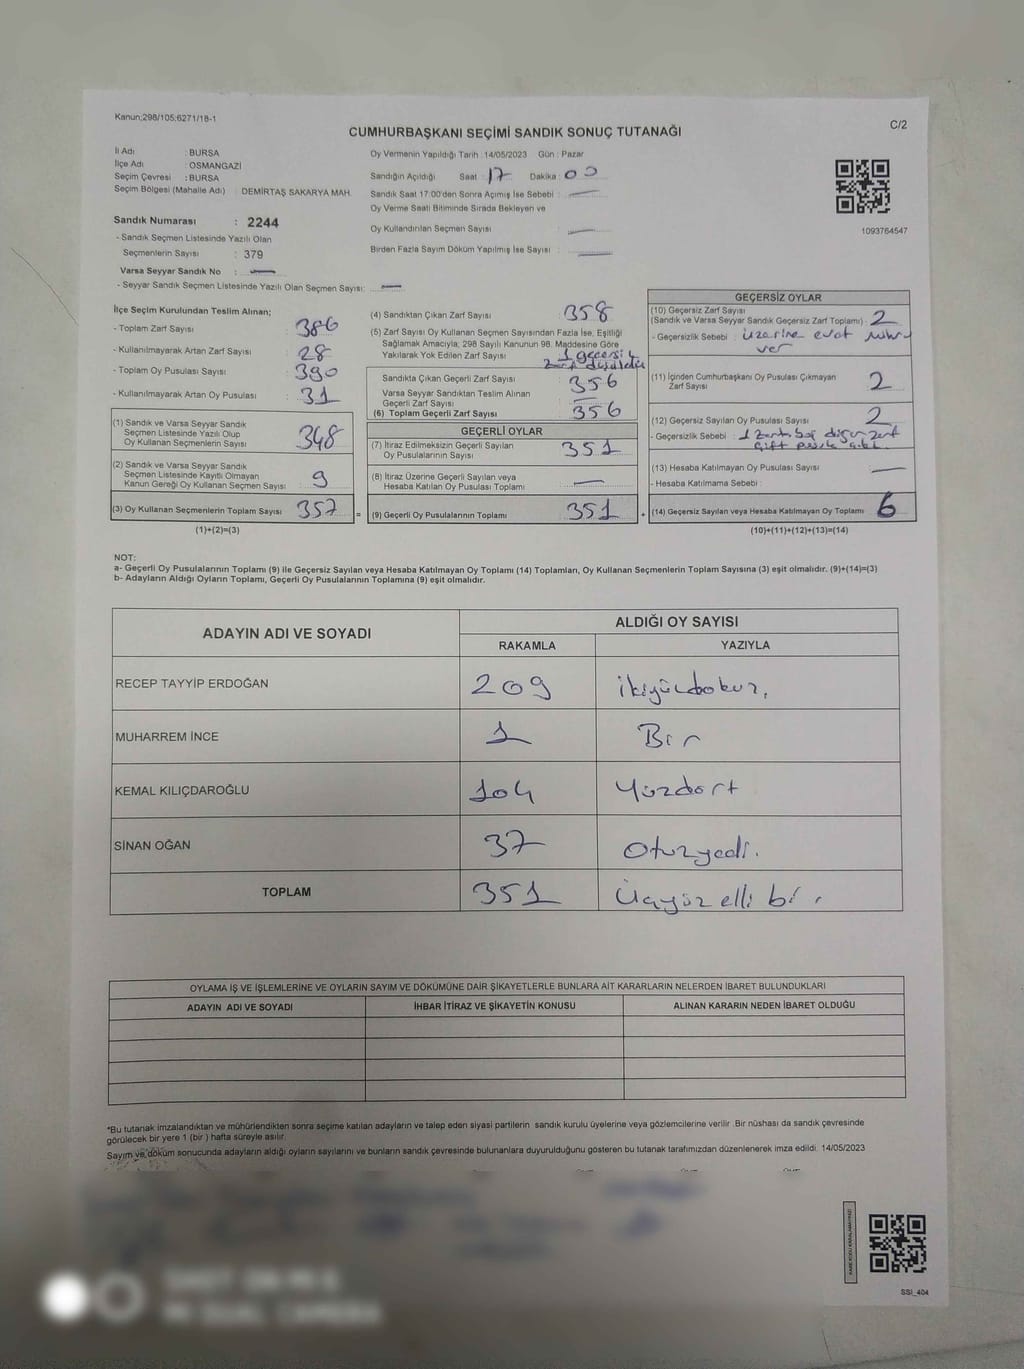 Kanun;298/105;6271/18-1
C/2
CUMHURBAŞKANI SEÇİMİ SANDIK SONUÇ TUTANAĞI
İl Adı : BURSA
İlçe Adı : OSMANGAZİ
Seçim Çevresi : BURSA
Seçim Bölgesi (Mahalle Adı) : DEMİRTAŞ SAKARYA MAH.
Sandık Numarası : 2244
- Sandık Seçmen Listesinde Yazılı Olan
Seçmenlerin Sayısı : 379
Varsa Seyyar Sandık No :
- Seyyar Sandık Seçmen Listesinde Yazılı Olan Seçmen Sayısı:
Oy Vermenin Yapıldığı Tarih : 14/05/2023 Gün : Pazar
Sandığın Açıldığı Saat : 17 Dakika : 00
Sandık Saat 17:00'den Sonra Açımış İse Sebebi :
Oy Verme Saati Bitiminde Sırada Bekleyen ve
Oy Kullandırılan Seçmen Sayısı :
Birden Fazla Sayım Döküm Yapılmış İse Sayısı :
1093764547
İlçe Seçim Kurulundan Teslim Alınan;
- Toplam Zarf Sayısı : 386
- Kullanılmayarak Artan Zarf Sayısı : 28
- Toplam Oy Pusulası Sayısı : 390
- Kullanılmayarak Artan Oy Pusulası : 31
(1) Sandık ve Varsa Seyyar Sandık
Seçmen Listesinde Yazılı Olup
Oy Kullanan Seçmenlerin Sayısı : 348
(2) Sandık ve Varsa Seyyar Sandık
Seçmen Listesinde Kayıtlı Olmayan
Kanun Gereği Oy Kullanan Seçmen Sayısı : 9
(3) Oy Kullanan Seçmenlerin Toplam Sayısı : 357
(1)+(2)=(3)
(4) Sandıktan Çıkan Zarf Sayısı : 358
(5) Zarf Sayısı Oy Kullanan Seçmen Sayısından Fazla İse, Eşitliği
Sağlamak Amacıyla; 298 Sayılı Kanunun 98. Maddesine Göre
Yakılarak Yok Edilen Zarf Sayısı : 1 geçersiz
zarf düşüldü
Sandıkta Çıkan Geçerli Zarf Sayısı : 356
Varsa Seyyar Sandıktan Teslim Alınan
Geçerli Zarf Sayısı :
(6) Toplam Geçerli Zarf Sayısı : 356
GEÇERLİ OYLAR
(7) İtiraz Edilmeksizin Geçerli Sayılan
Oy Pusulalarının Sayısı : 351
(8) İtiraz Üzerine Geçerli Sayılan veya
Hesaba Katılan Oy Pusulası Toplamı :
= (9) Geçerli Oy Pusulalarının Toplamı : 351 +
GEÇERSİZ OYLAR
(10) Geçersiz Zarf Sayısı
(Sandık ve Varsa Seyyar Sandık Geçersiz Zarf Toplamı) : 2
- Geçersizlik Sebebi : üzerine evat mührü
ver
(11) İçinden Cumhurbaşkanı Oy Pusulası Çıkmayan
Zarf Sayısı : 2
(12) Geçersiz Sayılan Oy Pusulası Sayısı : 2
- Geçersizlik Sebebi : 1 zarf boş diğer zarf
çift
(13) Hesaba Katılmayan Oy Pusulası Sayısı :
- Hesaba Katılmama Sebebi :
(14) Geçersiz Sayılan veya Hesaba Katılmayan Oy Toplamı : 6
(10)+(11)+(12)+(13)=(14)
NOT:
a- Geçerli Oy Pusulalarının Toplamı (9) ile Geçersiz Sayılan veya Hesaba Katılmayan Oy Toplamı (14) Toplamları, Oy Kullanan Seçmenlerin Toplam Sayısına (3) eşit olmalıdır. (9)+(14)=(3)
b- Adayların Aldığı Oyların Toplamı, Geçerli Oy Pusulalarının Toplamına (9) eşit olmalıdır.
ADAYIN ADI VE SOYADI
ALDIĞI OY SAYISI
RAKAMLA YAZIYLA
RECEP TAYYİP ERDOĞAN 209 ikiyüzdokuz.
MUHARREM İNCE 1 Bir
KEMAL KILIÇDAROĞLU 104 Yüzdört
SİNAN OĞAN 37 Otuzyedi.
TOPLAM 351 Üçyüz elli bir
OYLAMA İŞ VE İŞLEMLERİNE VE OYLARIN SAYIM VE DÖKÜMÜNE DAİR ŞİKAYETLERLE BUNLARA AİT KARARLARIN NELERDEN İBARET BULUNDUKLARI
ADAYIN ADI VE SOYADI İHBAR İTİRAZ VE ŞİKAYETİN KONUSU ALINAN KARARIN NEDEN İBARET OLDUĞU
*Bu tutanak imzalandıktan ve mühürlendikten sonra seçime katılan adayların ve talep eden siyasi partilerin sandık kurulu üyelerine veya gözlemcilerine verilir .Bir nüshası da sandık çevresinde
görülecek bir yere 1 (bir ) hafta süreyle asılır.
Sayım ve döküm sonucunda adayların aldığı oyların sayılarını ve bunların sandık çevresinde bulunanlara duyurulduğunu gösteren bu tutanak tarafımızdan düzenlenerek imza edildi. 14/05/2023
SSI_404